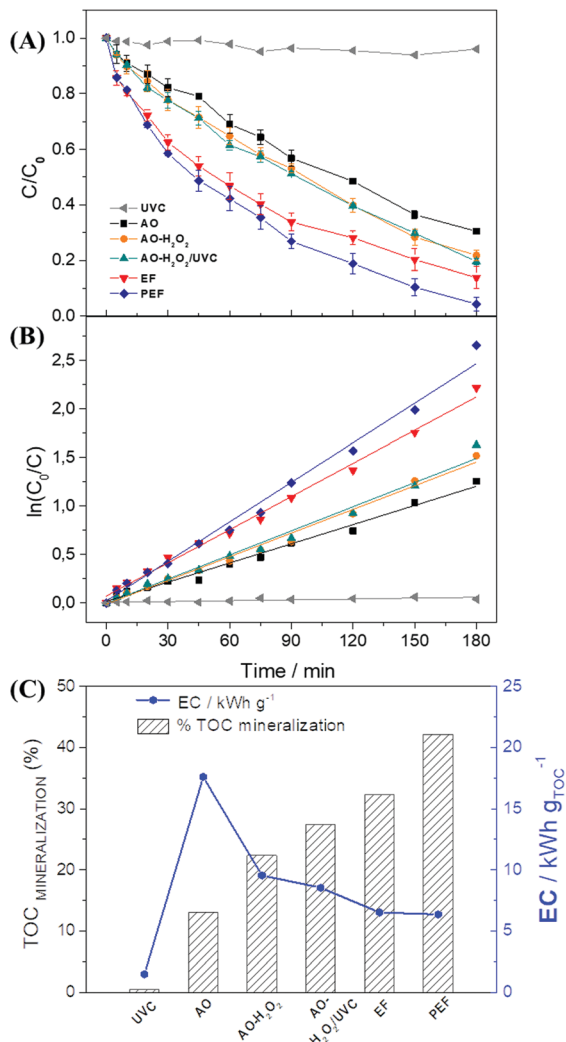 (A)
1.0
0.8
0.6
0.4
0.2
0.0
C/C₀
UVC
AO
AO-H₂O₂
AO-H₂O₂/UVC
EF
PEF
(B)
2,5
2,0
1,5
1,0
0,5
0,0
ln(C₀/C)
0 30 60 90 120 150 180
Time / min
(C)
50
40
30
20
10
0
TOC MINERALIZATION (%)
EC / kWh g⁻¹
% TOC mineralization
25
20
15
10
5
0
EC / kWh g_TOC⁻¹
UVC
AO
AO-H₂O₂
AO-
H₂O₂/UVC
EF
PEF